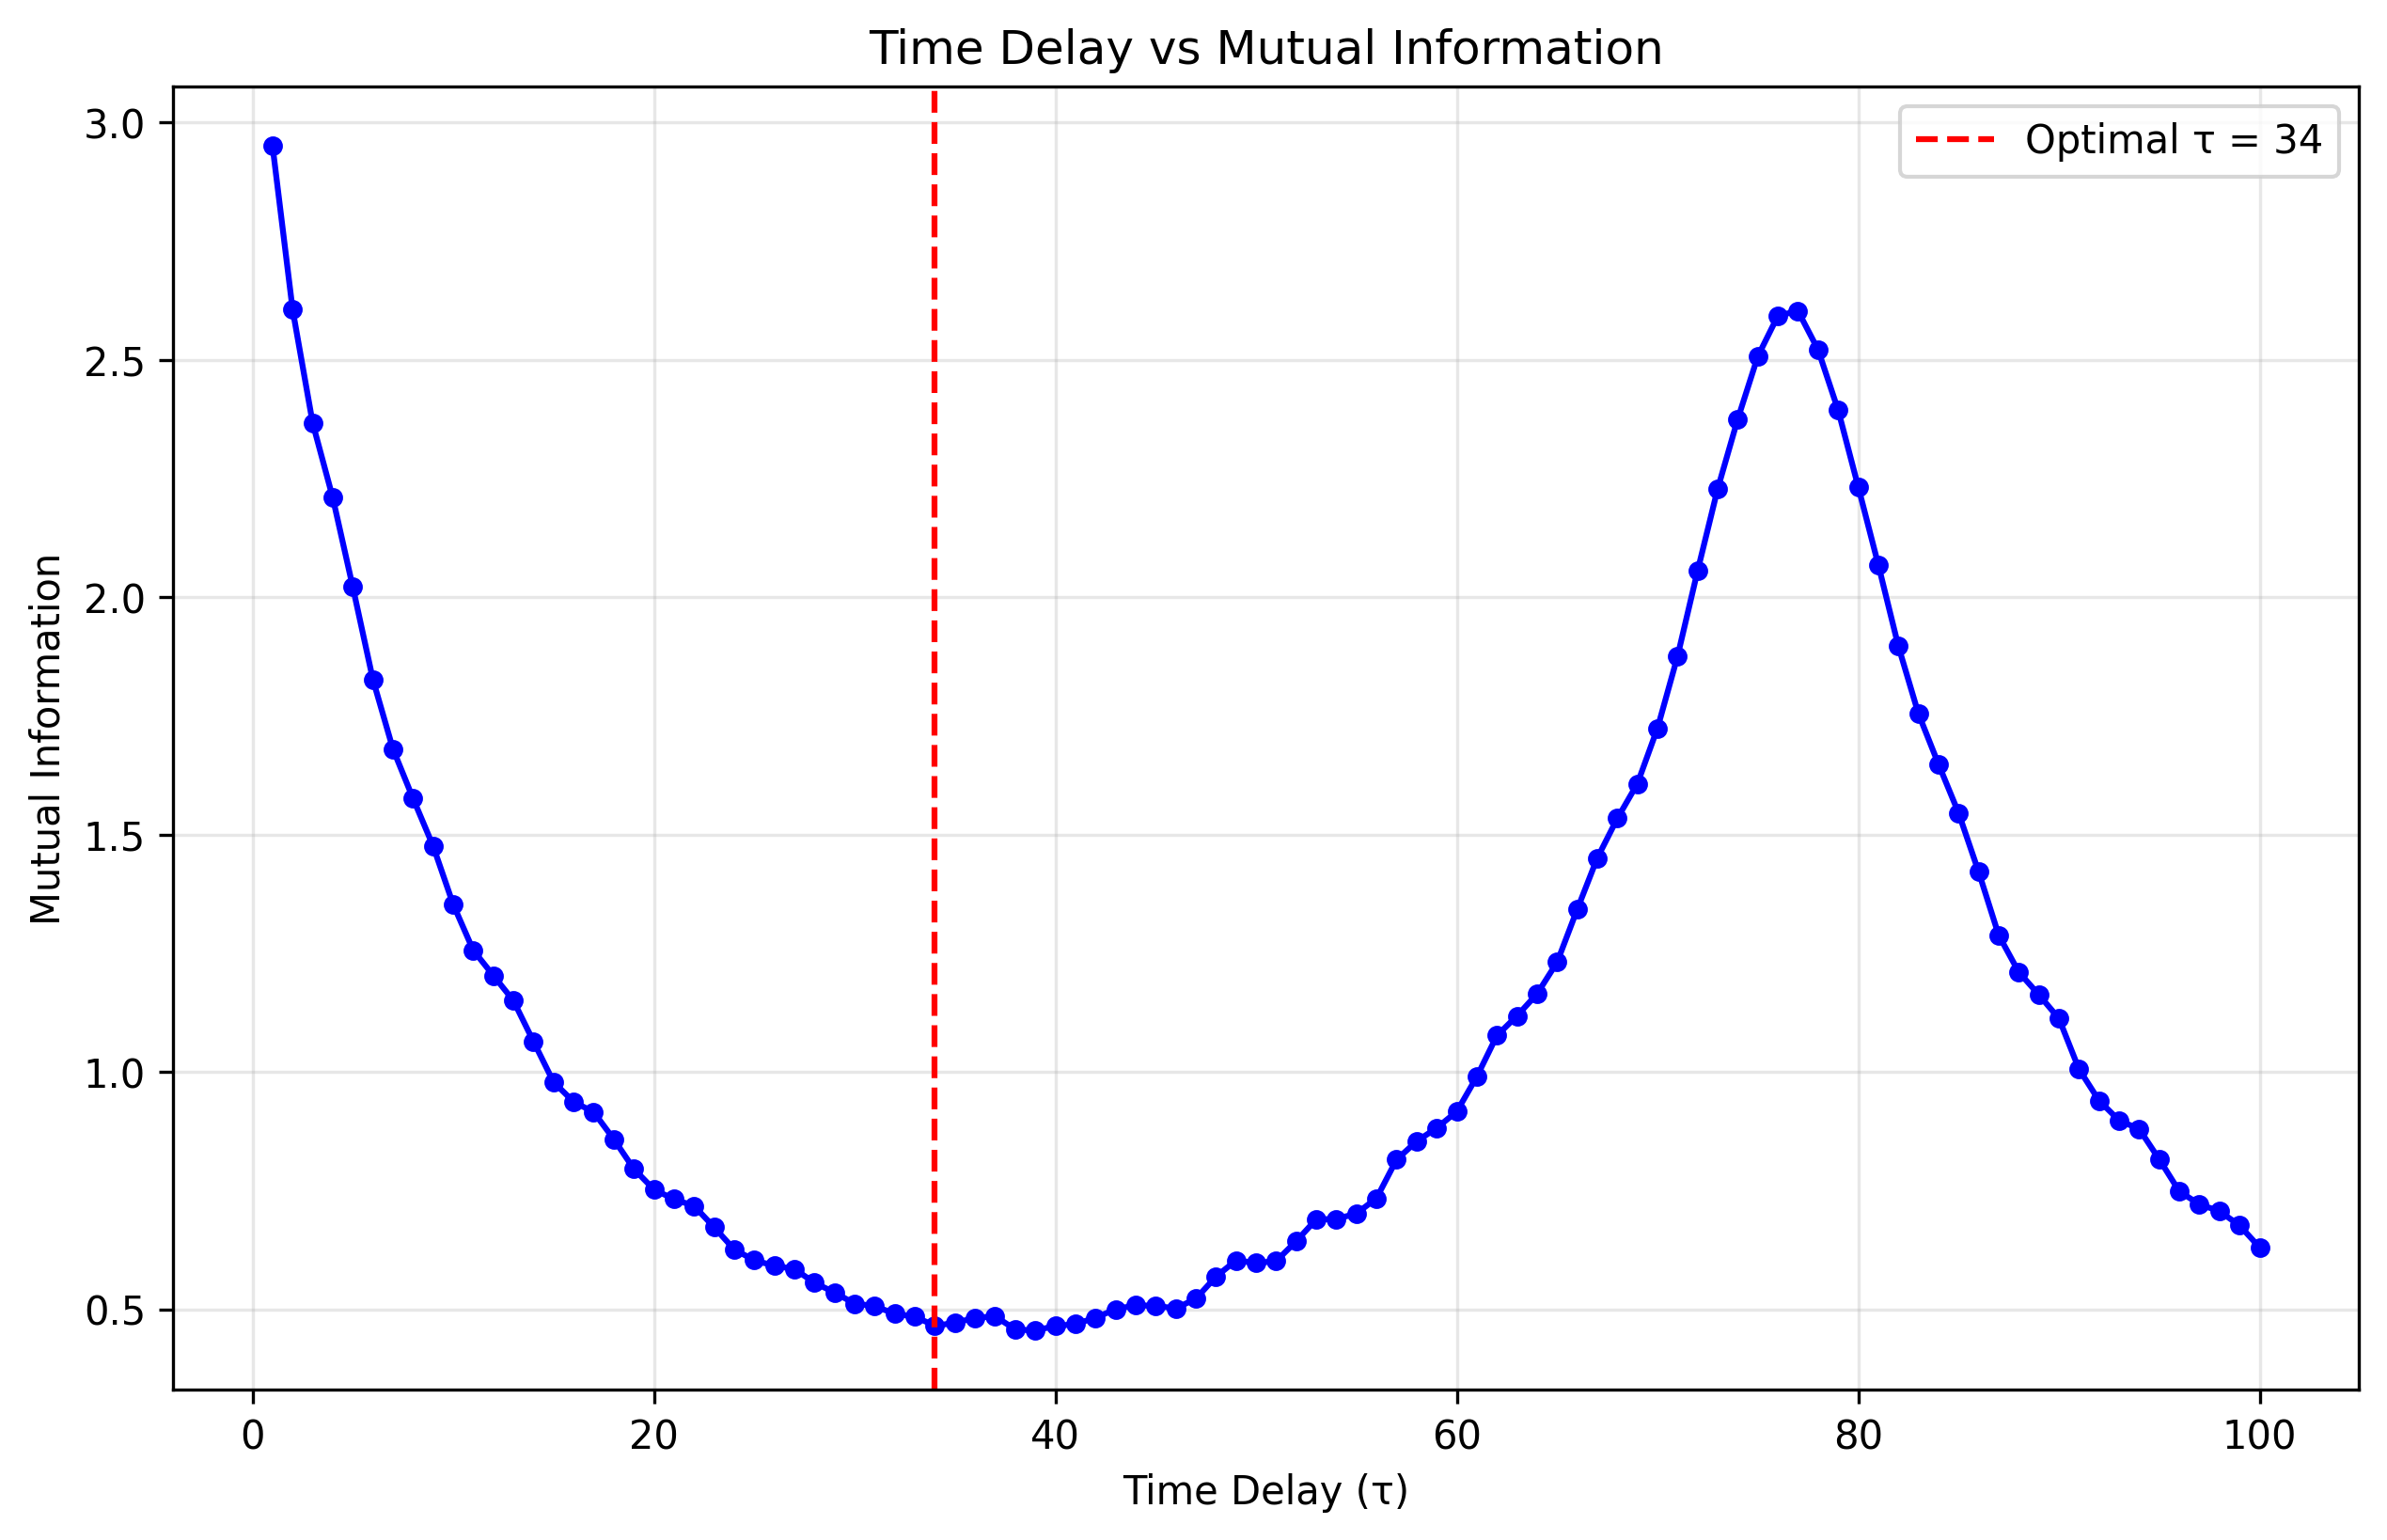 Time Delay vs Mutual Information
Optimal τ = 34
Mutual Information
3.0
2.5
2.0
1.5
1.0
0.5
0 20 40 60 80 100
Time Delay (τ)